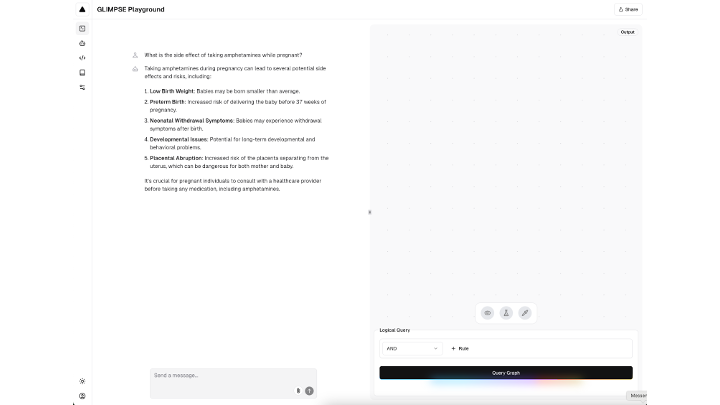 GLIMPSE Playground
Share
Output
What is the side effect of taking amphetamines while pregnant?
Taking amphetamines during pregnancy can lead to several potential side
effects and risks, including:
1. Low Birth Weight: Babies may be born smaller than average.
2. Preterm Birth: Increased risk of delivering the baby before 37 weeks of
pregnancy.
3. Neonatal Withdrawal Symptoms: Babies may experience withdrawal
symptoms after birth.
4. Developmental Issues: Potential for long-term developmental and
behavioral problems.
5. Placental Abruption: Increased risk of the placenta separating from the
uterus, which can be dangerous for both mother and baby.
It's crucial for pregnant individuals to consult with a healthcare provider
before taking any medication, including amphetamines.
Logical Query
AND
+ Rule
Query Graph
Send a message...